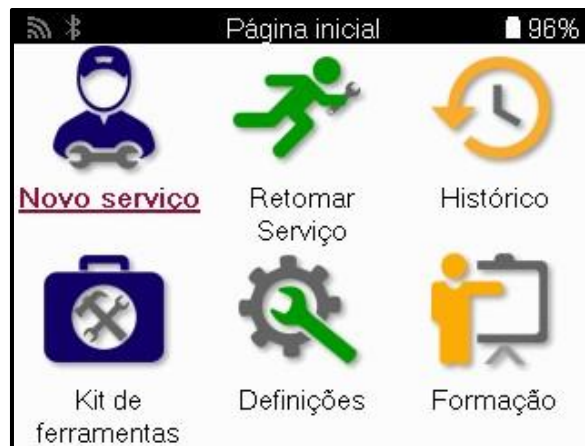 Página inicial 96%
Novo serviço
Retomar
Serviço
Histórico
Kit de
ferramentas
Definições
Formação